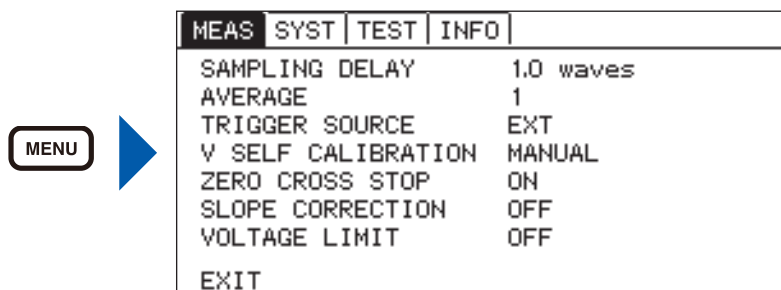 MENU
MEAS SYST TEST INFO
SAMPLING DELAY 1.0 waves
AVERAGE 1
TRIGGER SOURCE EXT
V SELF CALIBRATION MANUAL
ZERO CROSS STOP ON
SLOPE CORRECTION OFF
VOLTAGE LIMIT OFF
EXIT